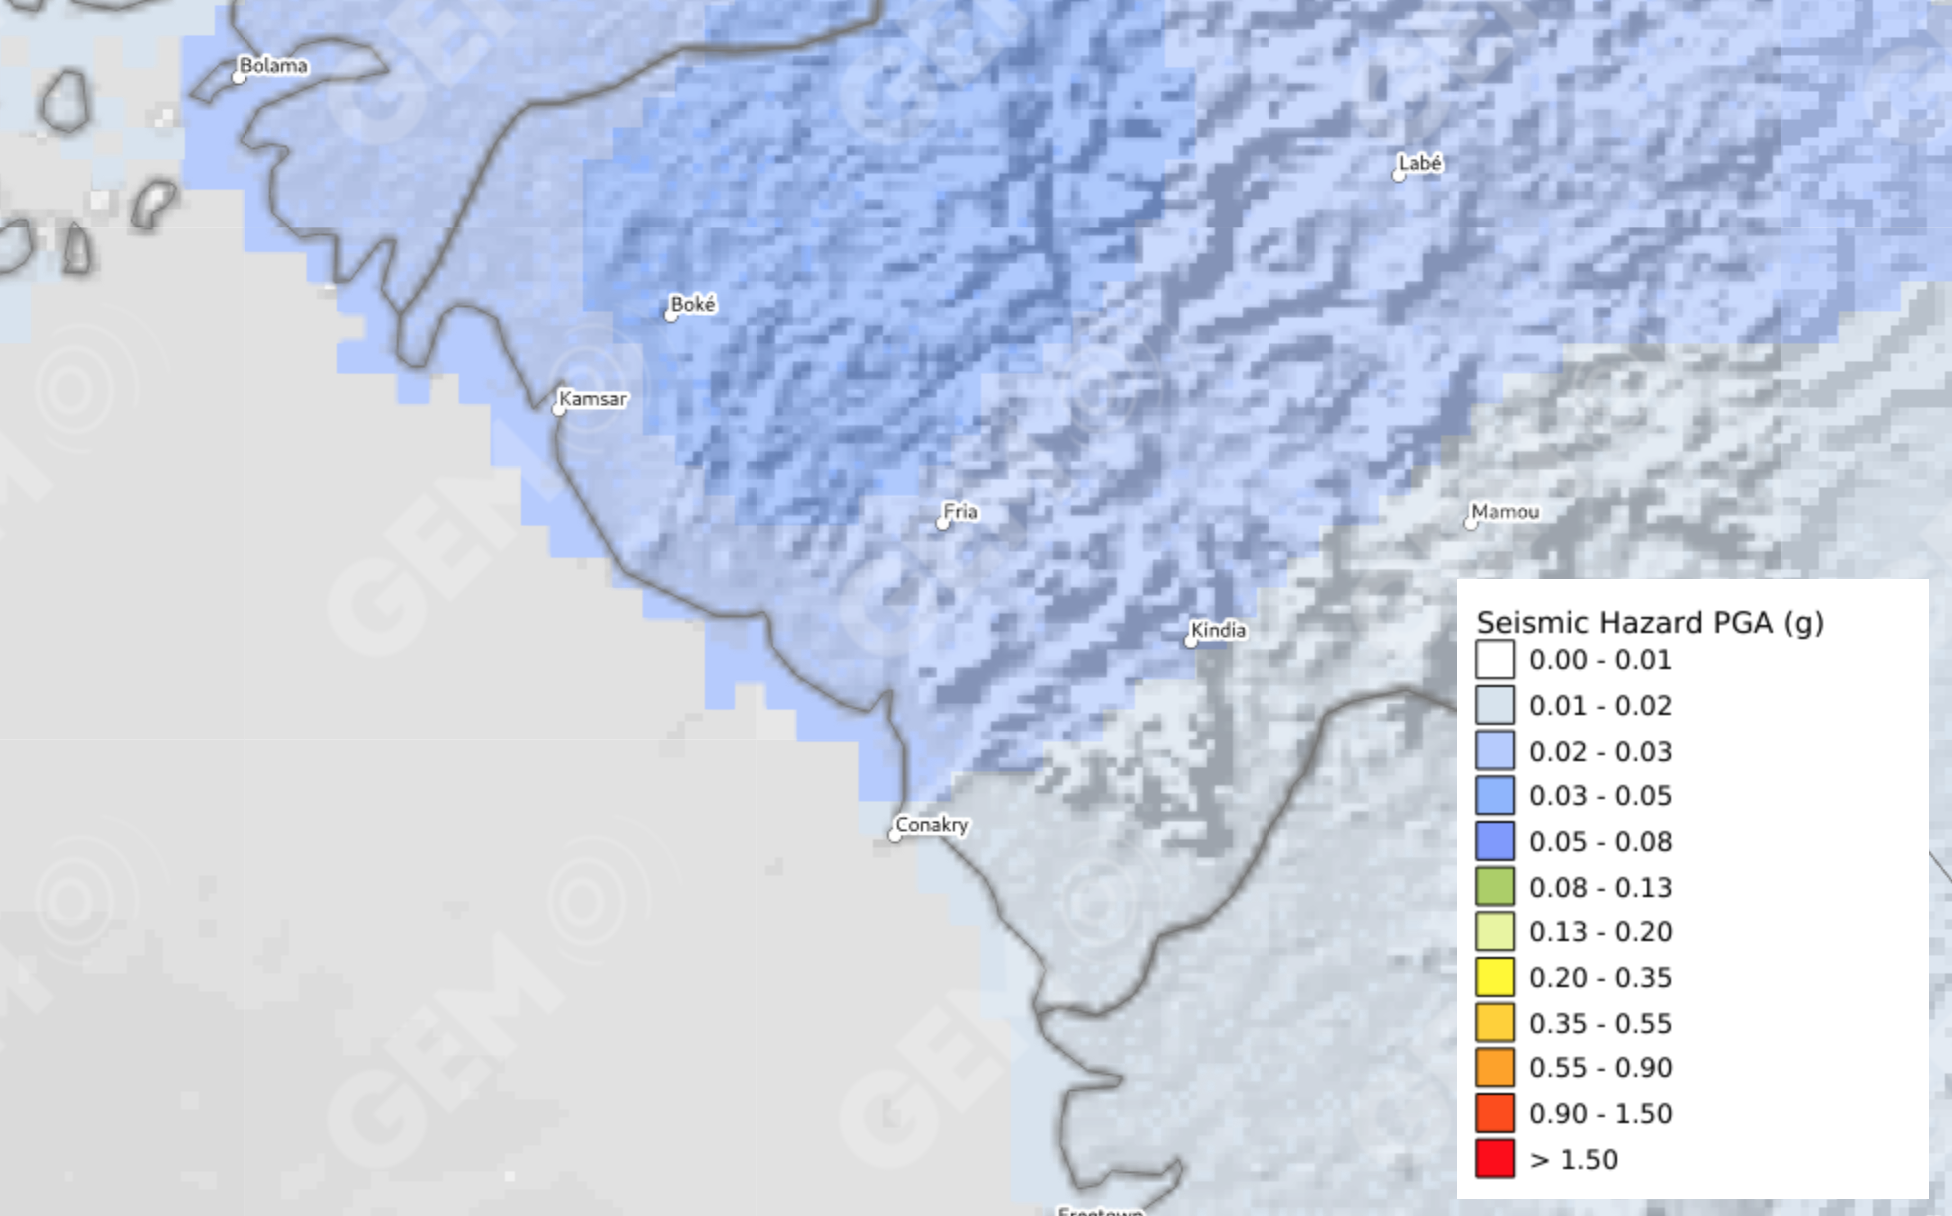 Bolama
Labé
Boké
Kamsar
Fria
Mamou
Kindia
Conakry
Freetown
Seismic Hazard PGA (g)
0.00 - 0.01
0.01 - 0.02
0.02 - 0.03
0.03 - 0.05
0.05 - 0.08
0.08 - 0.13
0.13 - 0.20
0.20 - 0.35
0.35 - 0.55
0.55 - 0.90
0.90 - 1.50
> 1.50
GEM
GEM
GEM
GEM